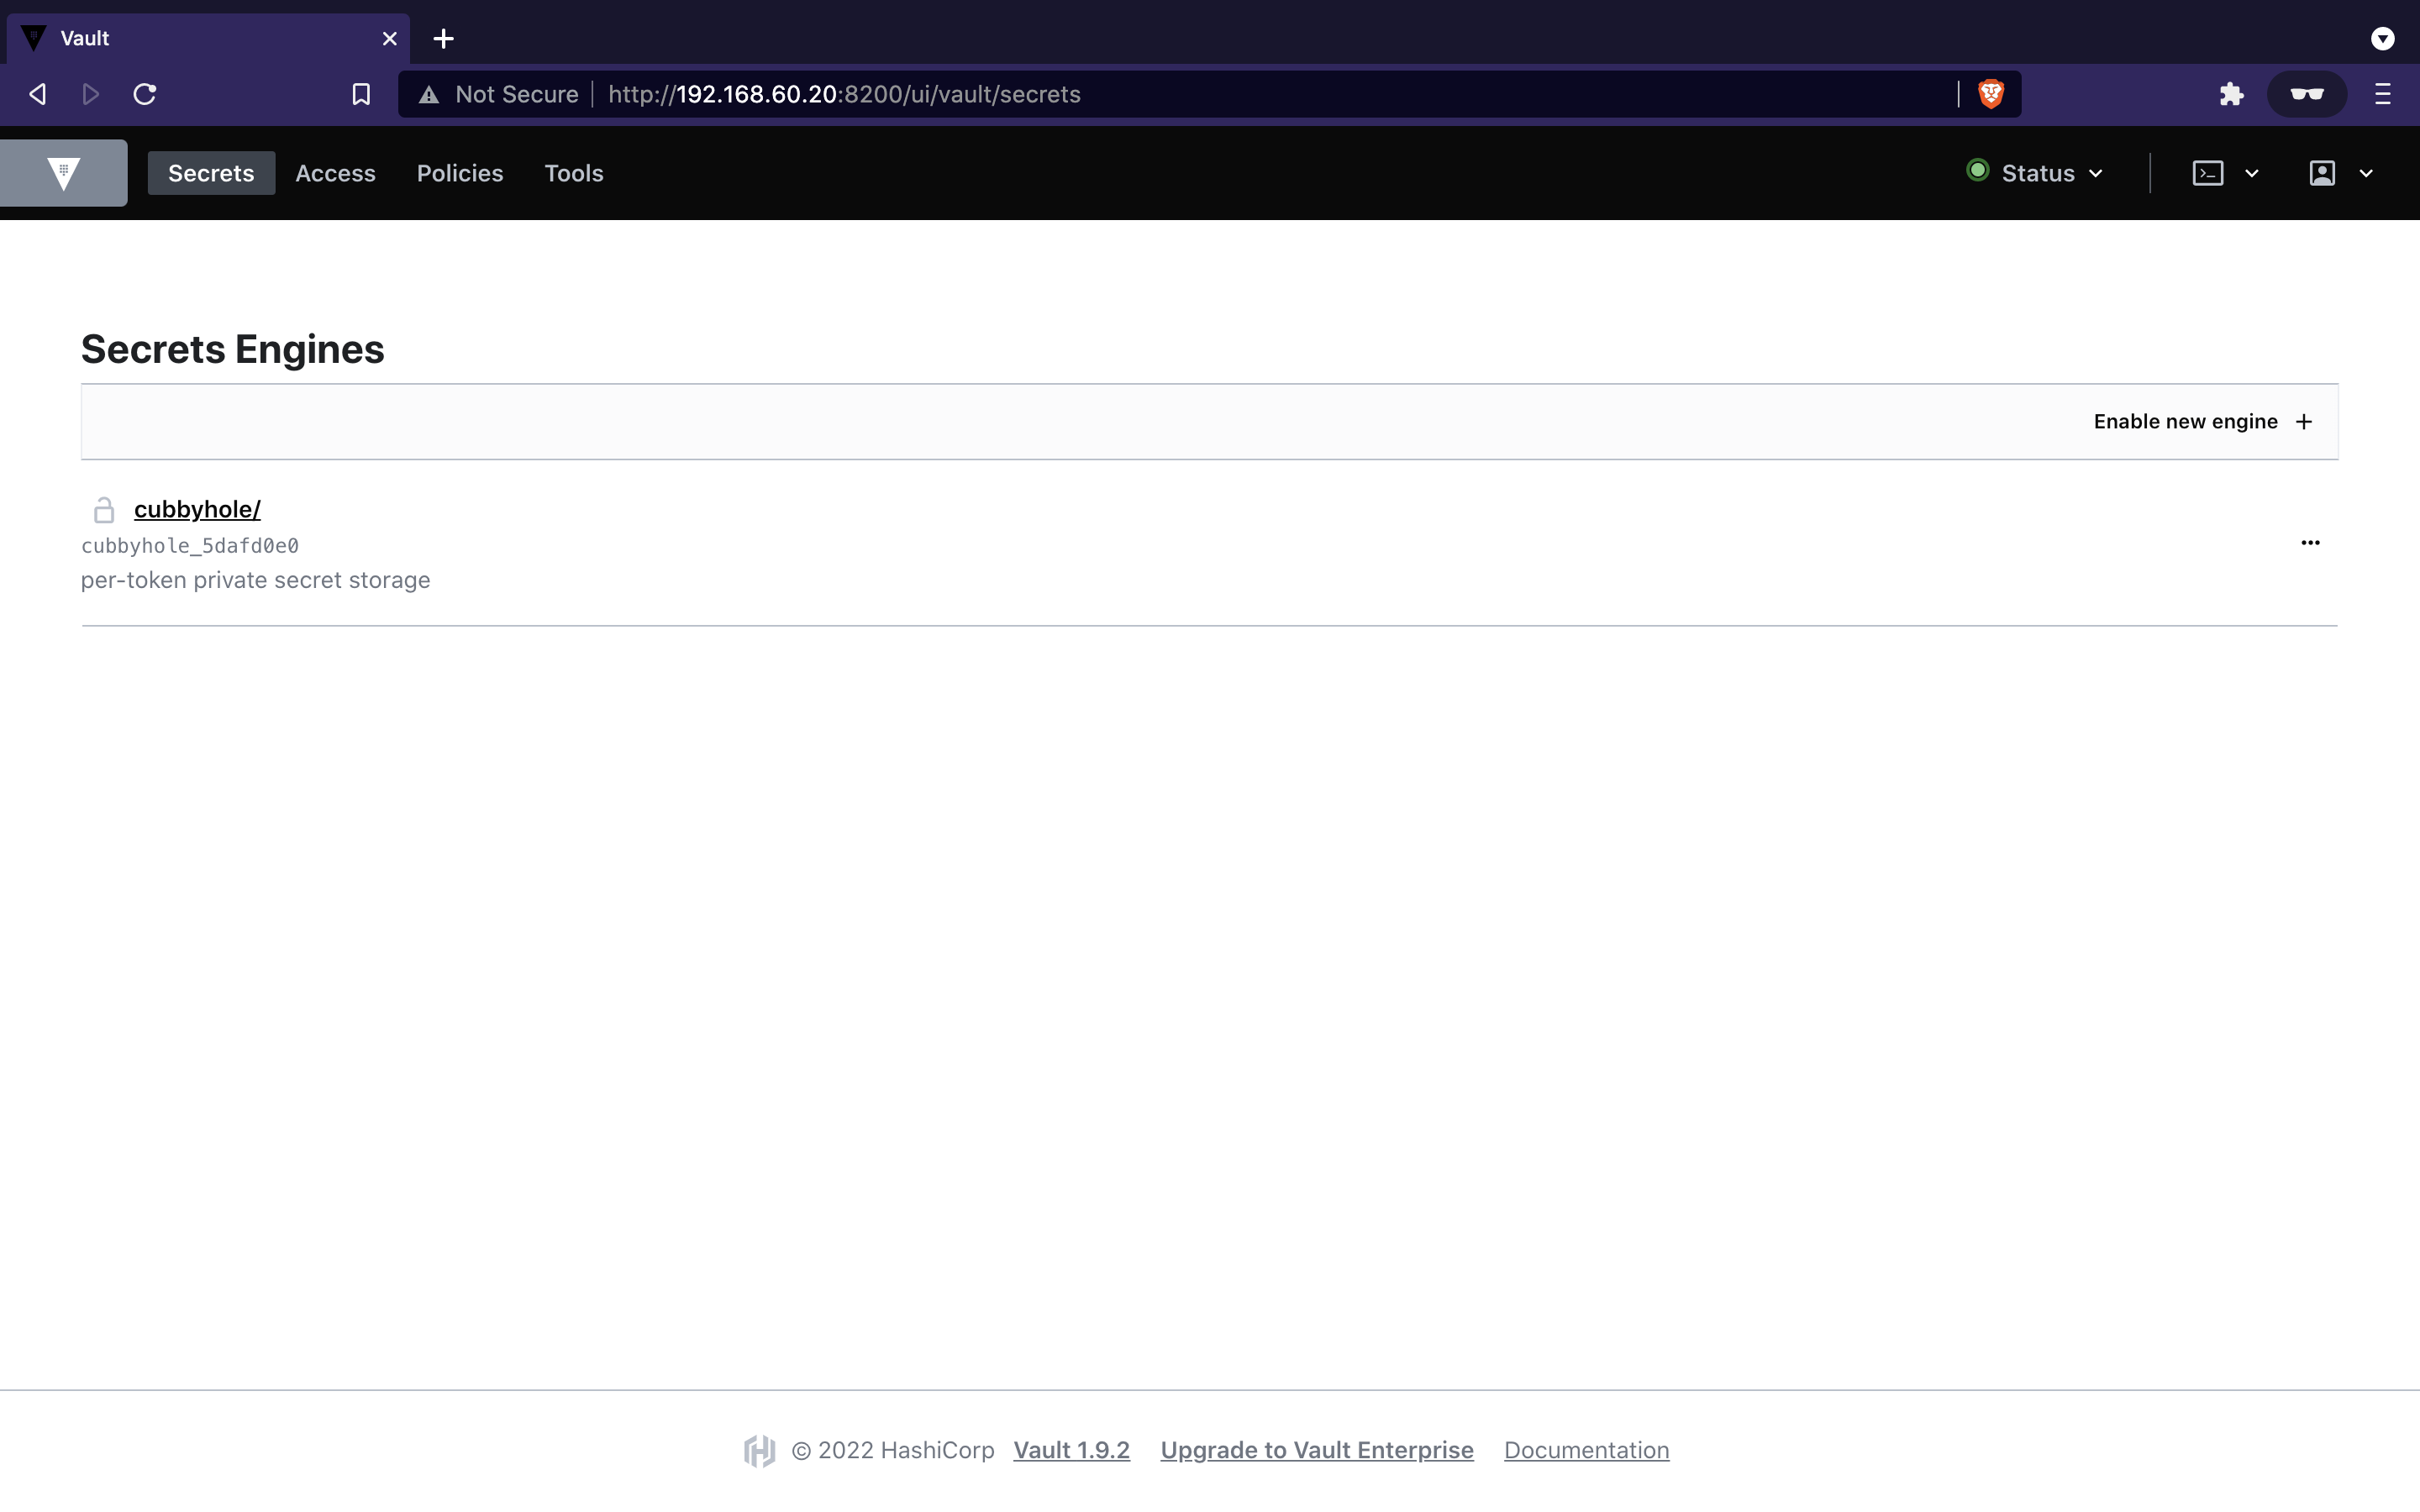 Vault
Not Secure http://192.168.60.20:8200/ui/vault/secrets
Secrets Access Policies Tools Status
Secrets Engines
Enable new engine
cubbyhole/
cubbyhole_5dafd0e0
per-token private secret storage
© 2022 HashiCorp Vault 1.9.2 Upgrade to Vault Enterprise Documentation